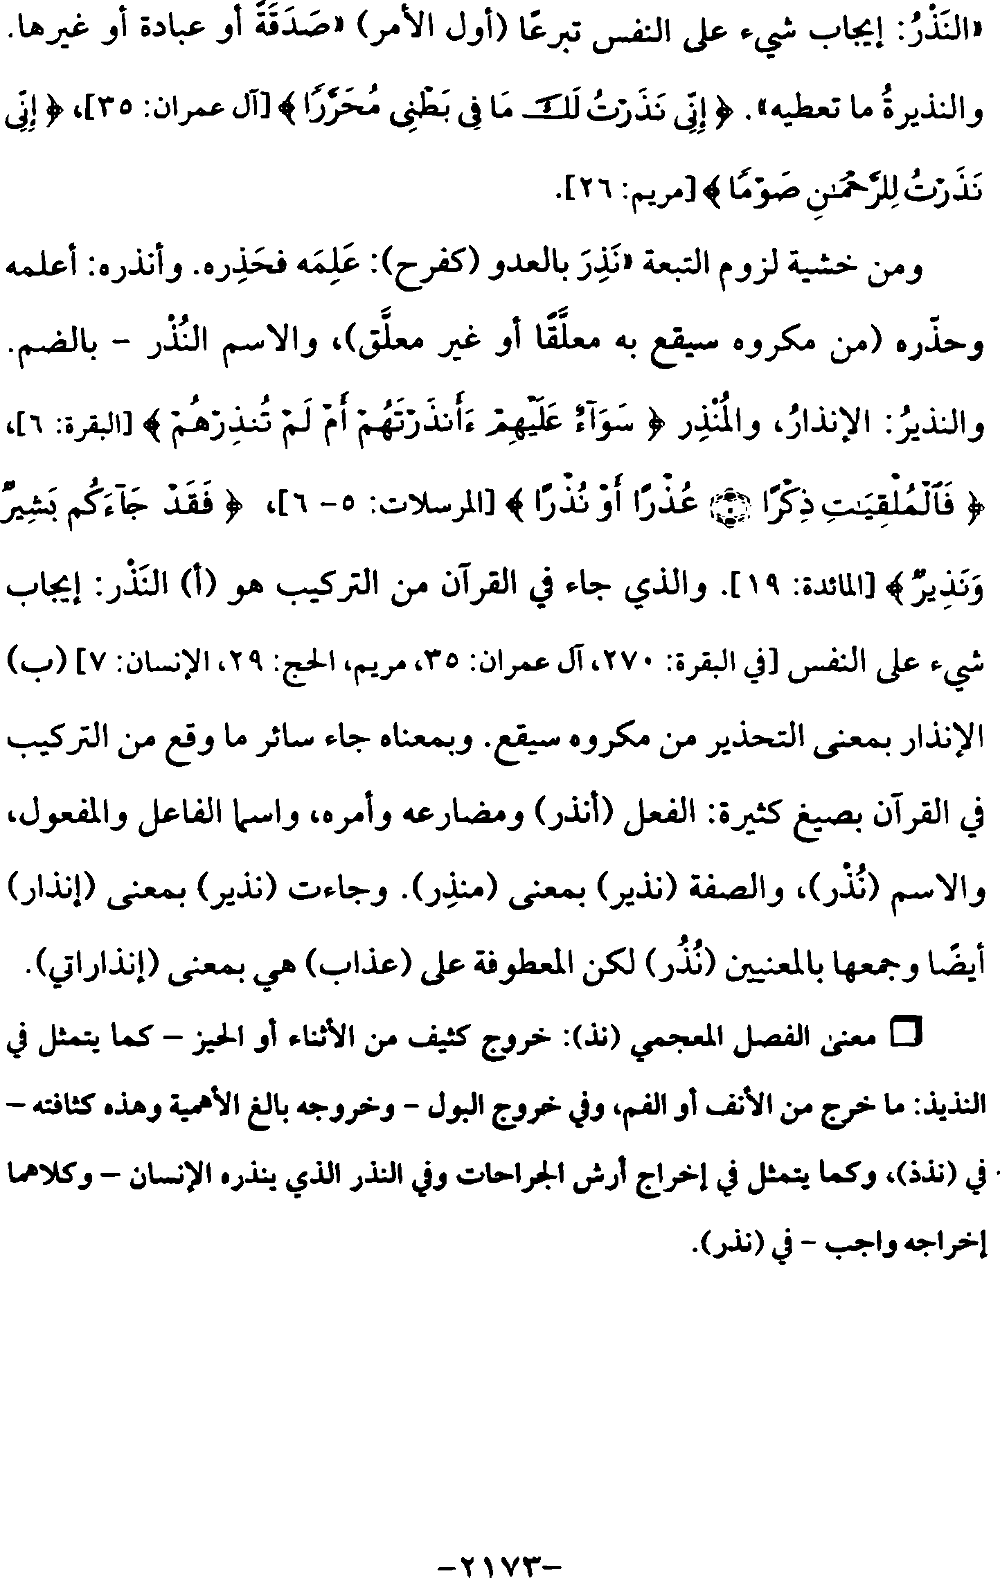 «النَذْرُ: إيجاب شيء على النفس تبرعًا (أول الأمر) «صَدَقَةً أو عبادة أو غيرها.
والنذيرةُ ما تعطيه». ﴿ إِنِّي نَذَرْتُ لَكَ مَا فِي بَطْنِي مُحَرَّرًا ﴾ [آل عمران: ٣٥]، ﴿ إِنِّي
نَذَرْتُ لِلرَّحْمَٰنِ صَوْمًا ﴾ [مريم: ٢٦].
ومن خشية لزوم التبعة «نَذِرَ بالعدو (كفرح): عَلِمَه فحَذِره. وأنذره: أعلمه
وحذّره (من مكروه سيقع به معلَّقًا أو غير معلَّق)، والاسم النُذْر – بالضم.
والنذيرُ: الإنذارُ، والمُنْذِر ﴿ سَوَآءٌ عَلَيْهِمْ ءَأَنذَرْتَهُمْ أَمْ لَمْ تُنذِرْهُمْ ﴾ [البقرة: ٦]،
﴿ فَٱلْمُلْقِيَٰتِ ذِكْرًا ۝٥ عُذْرًا أَوْ نُذْرًا ﴾ [المرسلات: ٥- ٦]، ﴿ فَقَدْ جَآءَكُم بَشِيرٌ
وَنَذِيرٌ ﴾ [المائدة: ١٩]. والذي جاء في القرآن من التركيب هو (أ) النَذْر: إيجاب
شيء على النفس [في البقرة: ٢٧٠، آل عمران: ٣٥، مريم، الحج: ٢٩، الإنسان: ٧] (ب)
الإنذار بمعنى التحذير من مكروه سيقع. وبمعناه جاء سائر ما وقع من التركيب
في القرآن بصيغ كثيرة: الفعل (أنذر) ومضارعه وأمره، واسما الفاعل والمفعول،
والاسم (نُذْر)، والصفة (نذير) بمعنى (منذِر). وجاءت (نذير) بمعنى (إنذار)
أيضًا وجمعها بالمعنيين (نُذُر) لكن المعطوفة على (عذاب) هي بمعنى (إنذاراتي).
❒ معنى الفصل المعجمي (نذ): خروج كثيف من الأثناء أو الحيز – كما يتمثل في
النذيذ: ما خرج من الأنف أو الفم، وفي خروج البول – وخروجه بالغ الأهمية وهذه كثافته –
في (نذذ)، وكما يتمثل في إخراج أرش الجراحات وفي النذر الذي ينذره الإنسان – وكلاهما
إخراجه واجب – في (نذر).
-٢١٧٣-